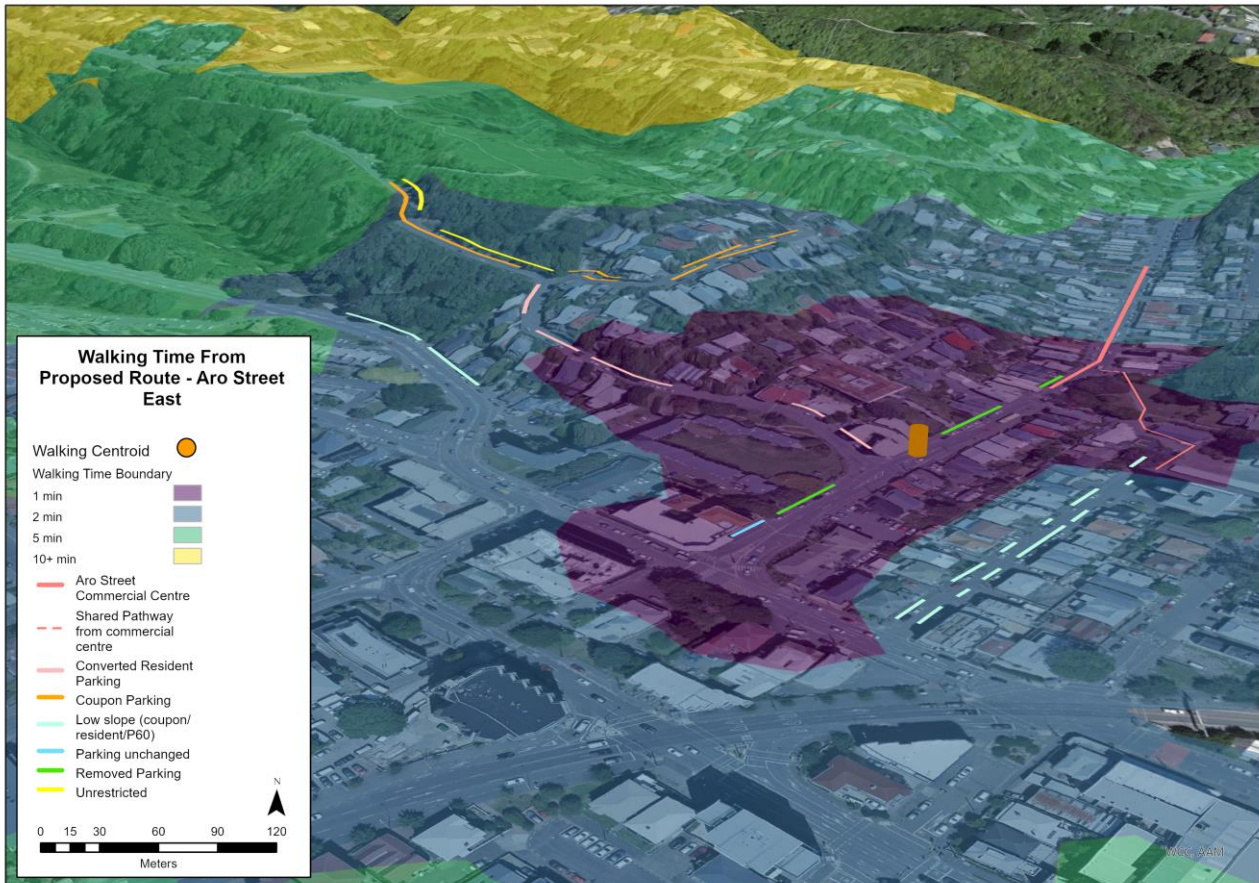 Walking Time From
Proposed Route - Aro Street
East
Walking Centroid
Walking Time Boundary
1 min
2 min
5 min
10+ min
Aro Street
Commercial Centre
Shared Pathway
from commercial
centre
Converted Resident
Parking
Coupon Parking
Low slope (coupon/
resident/P60)
Parking unchanged
Removed Parking
Unrestricted
N
0 15 30 60 90 120
Meters
WCC, AAM